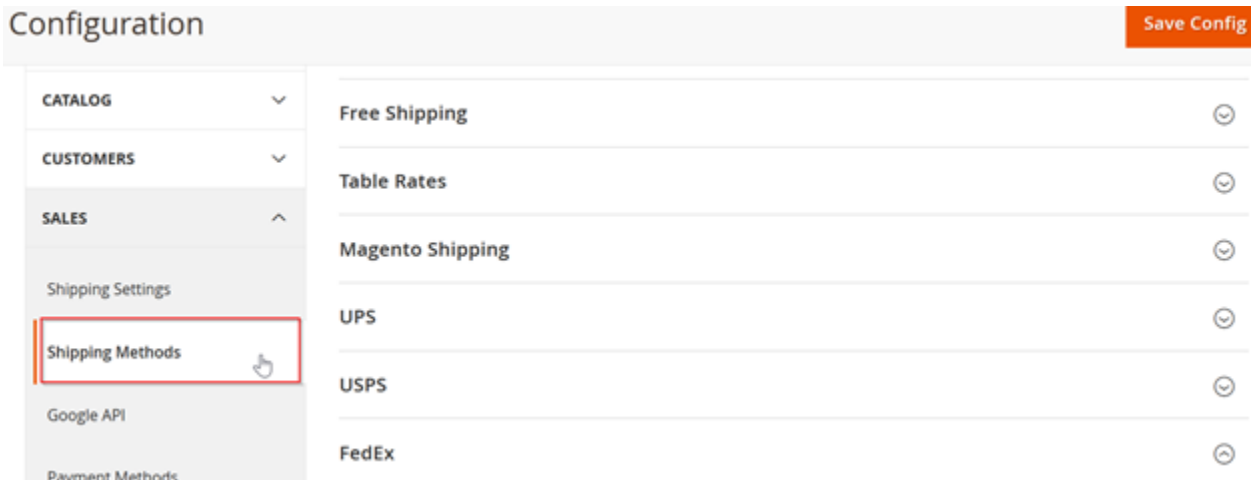 Configuration
Save Config
CATALOG
CUSTOMERS
SALES
Shipping Settings
Shipping Methods
Google API
Payment Methods
Free Shipping
Table Rates
Magento Shipping
UPS
USPS
FedEx